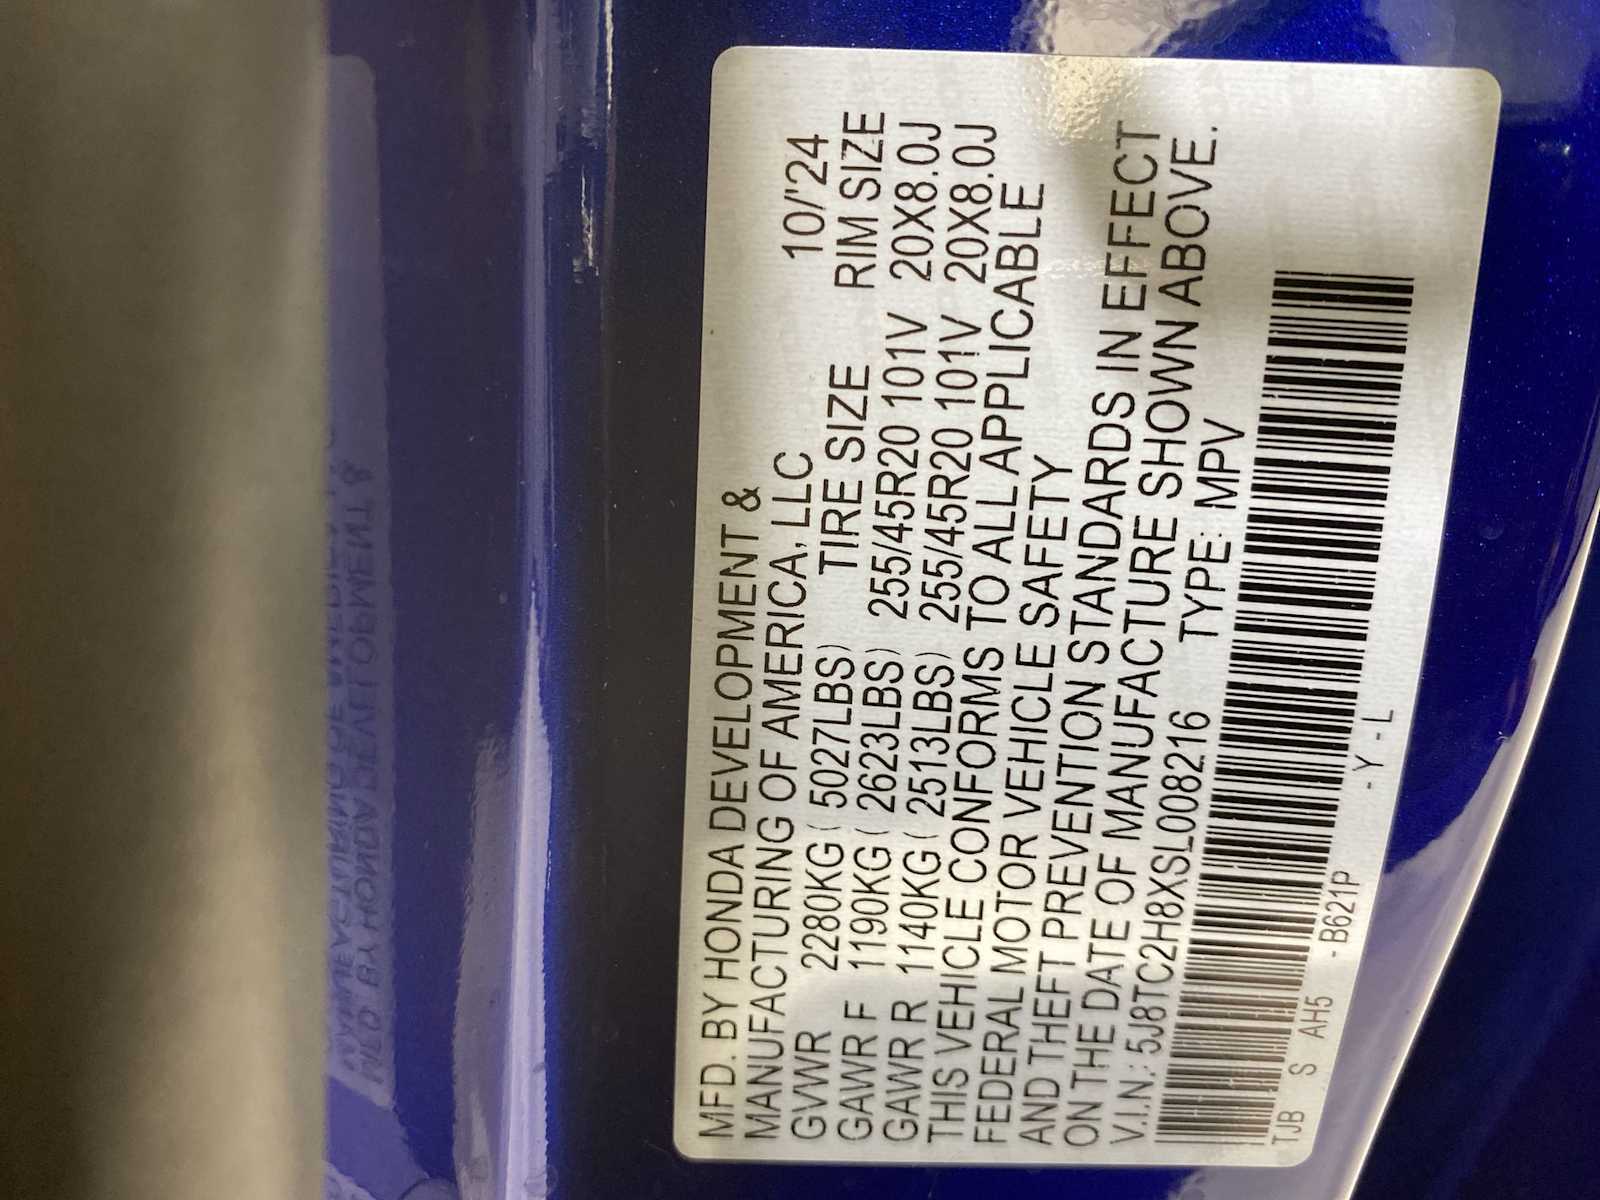 MFD. BY HONDA DEVELOPMENT &
MANUFACTURING OF AMERICA, LLC 10/'24
GVWR 2280KG ( 5027LBS) TIRE SIZE RIM SIZE
GAWR F 1190KG ( 2623LBS) 255/45R20 101V 20X8.0J
GAWR R 1140KG ( 2513LBS) 255/45R20 101V 20X8.0J
THIS VEHICLE CONFORMS TO ALL APPLICABLE
FEDERAL MOTOR VEHICLE SAFETY
AND THEFT PREVENTION STANDARDS IN EFFECT
ON THE DATE OF MANUFACTURE SHOWN ABOVE.
V.I.N.: 5J8TC2H8XSL008216 TYPE: MPV
TJB S AH5 - B621P - Y - L